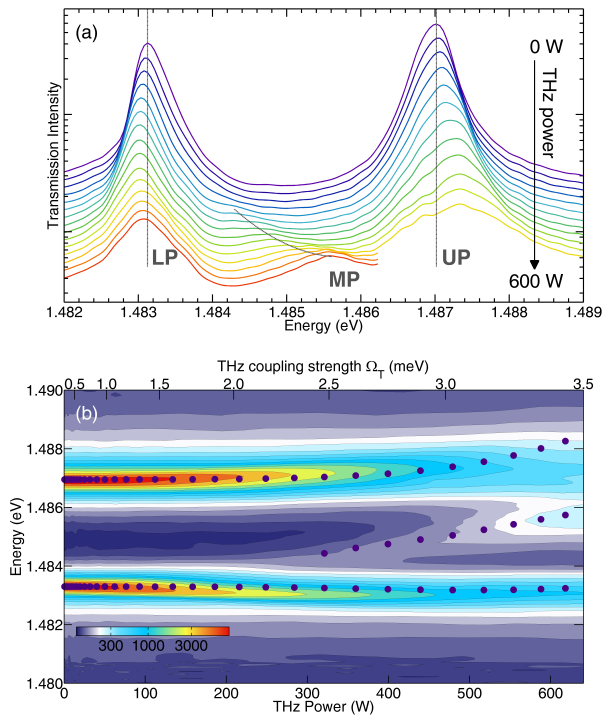 (a)
0 W
THz power
600 W
LP
MP
UP
Transmission Intensity
1.482 1.483 1.484 1.485 1.486 1.487 1.488 1.489
Energy (eV)
THz coupling strength Ω_T (meV)
0.5 1.0 1.5 2.0 2.5 3.0 3.5
(b)
1.490
1.488
1.486
1.484
1.482
1.480
Energy (eV)
300 1000 3000
0 100 200 300 400 500 600
THz Power (W)